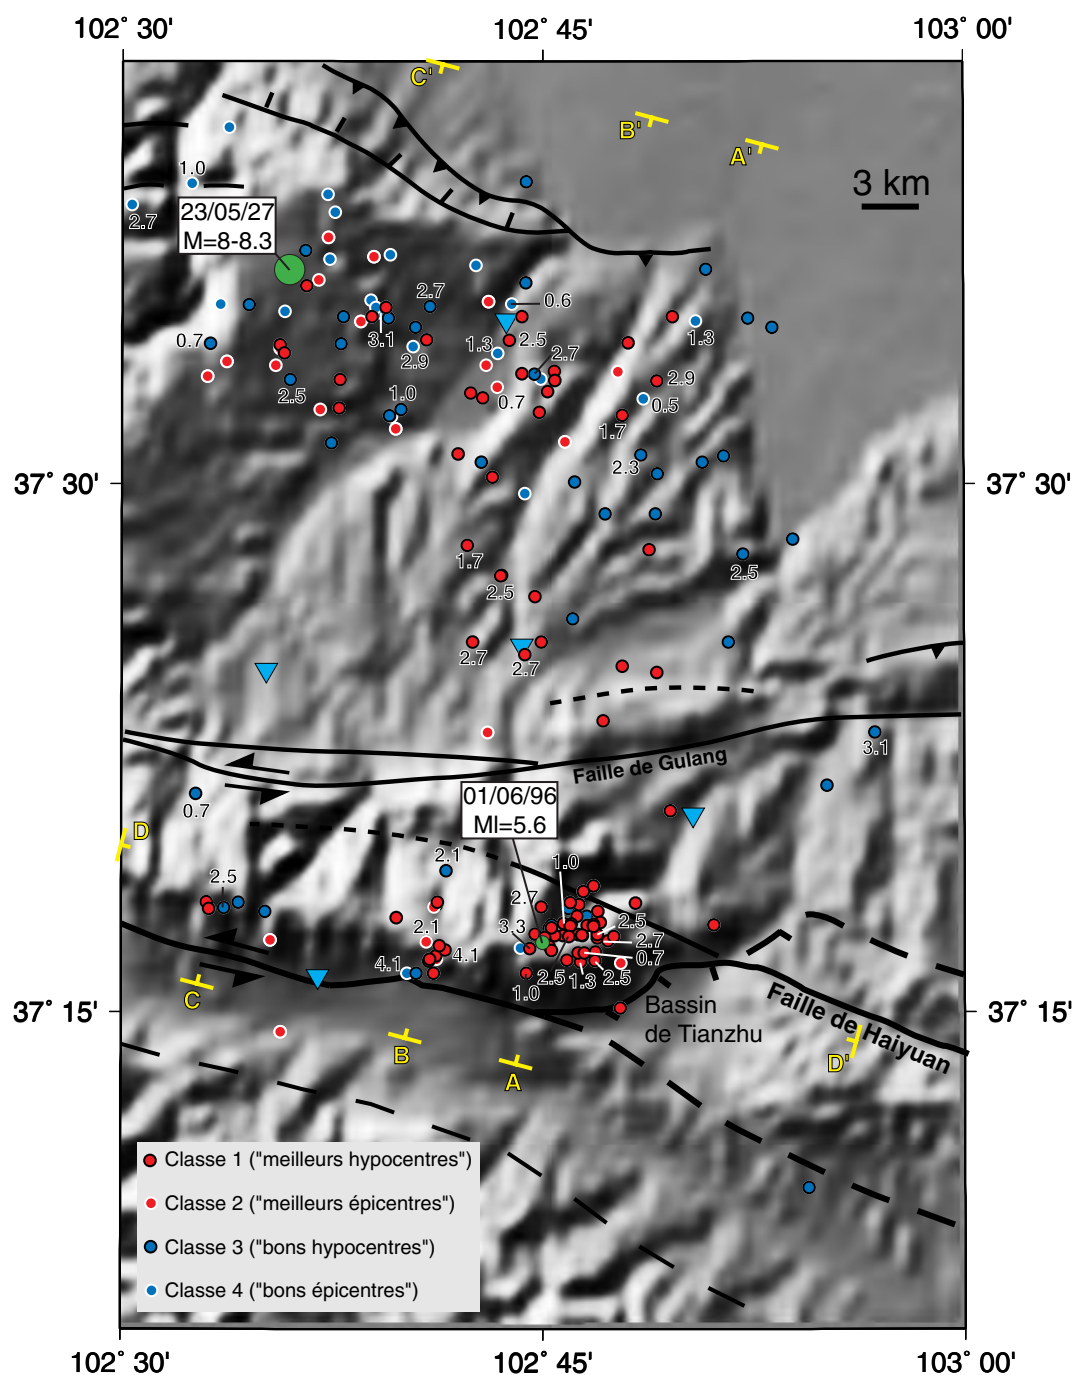 102° 30' 102° 45' 103° 00'
C'
B'
A'
1.0
3 km
2.7
23/05/27
M=8-8.3
2.7
0.6
3.1
1.3
0.7
2.5
1.3
2.9
2.7
2.9
2.5
1.0
0.7
0.5
1.7
2.3
37° 30' 37° 30'
1.7
2.5
2.5
2.7
2.7
3.1
Faille de Gulang
0.7
01/06/96
Ml=5.6
D
2.1
1.0
2.5
2.7
2.5
2.1
3.3
2.7
4.1
0.7
4.1
2.5
1.3
2.5
1.0
C
Bassin
de Tianzhu
Faille de Haiyuan
37° 15' 37° 15'
B
A
D'
Classe 1 ("meilleurs hypocentres")
Classe 2 ("meilleurs épicentres")
Classe 3 ("bons hypocentres")
Classe 4 ("bons épicentres")
102° 30' 102° 45' 103° 00'